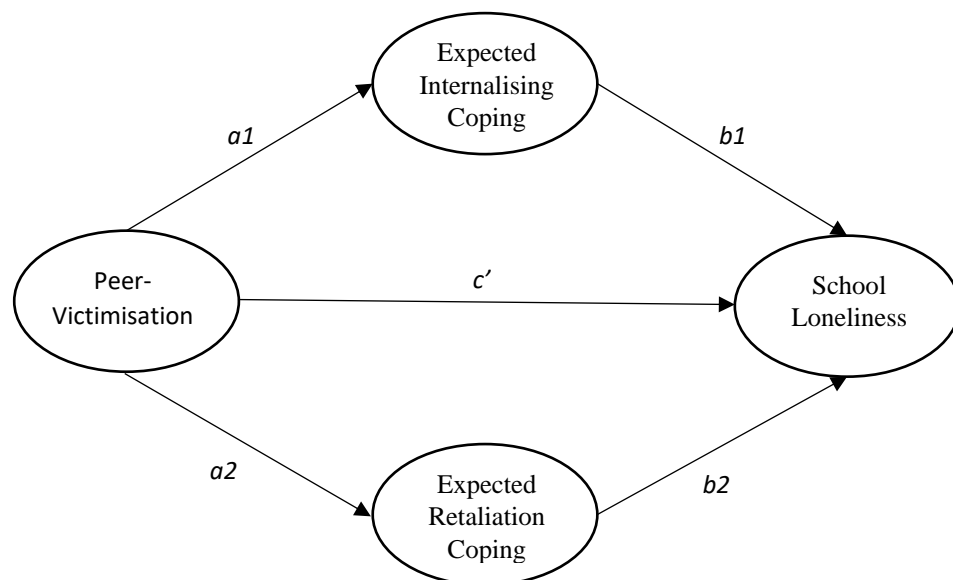 Expected
Internalising
Coping
a1
b1
Peer-
Victimisation
c’
School
Loneliness
a2
b2
Expected
Retaliation
Coping